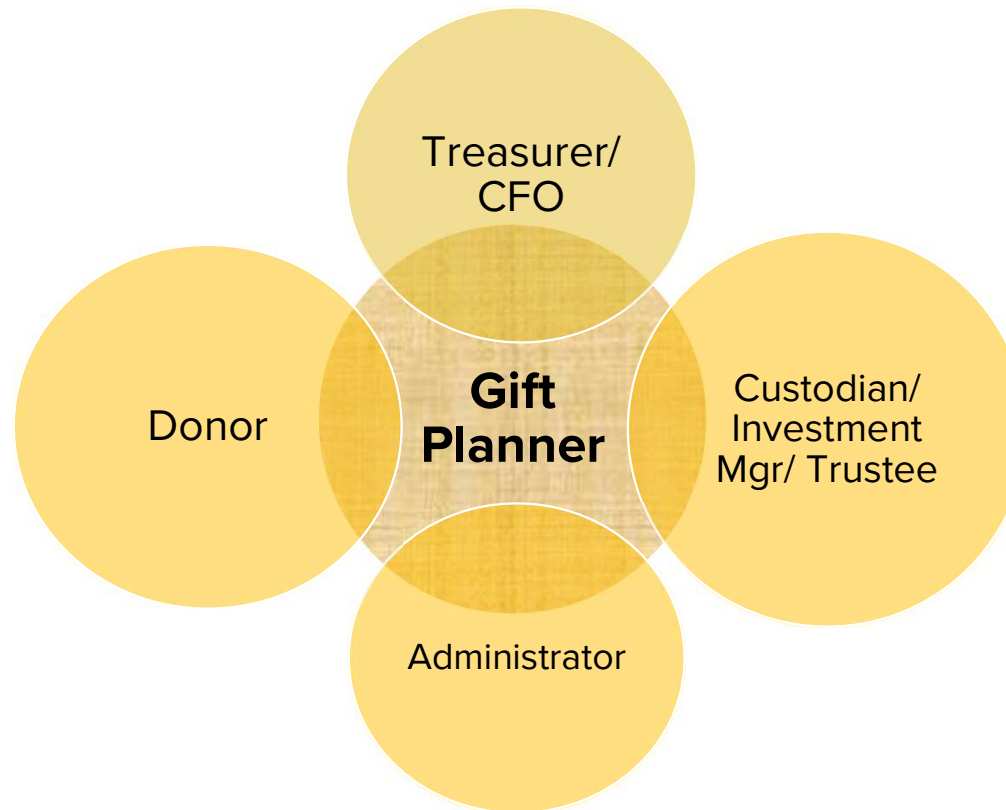 Treasurer/
CFO
Donor
Gift
Planner
Custodian/
Investment
Mgr/ Trustee
Administrator